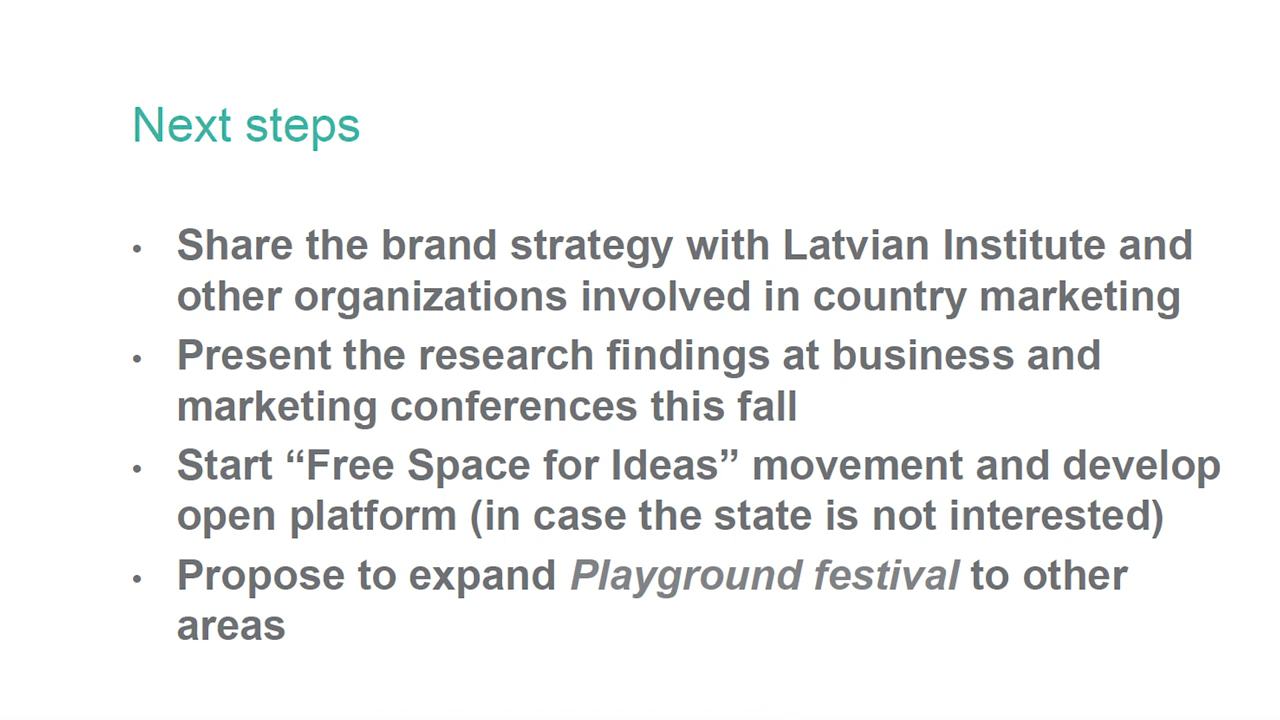 Next steps
• Share the brand strategy with Latvian Institute and
other organizations involved in country marketing
• Present the research findings at business and
marketing conferences this fall
• Start “Free Space for Ideas” movement and develop
open platform (in case the state is not interested)
• Propose to expand Playground festival to other
areas